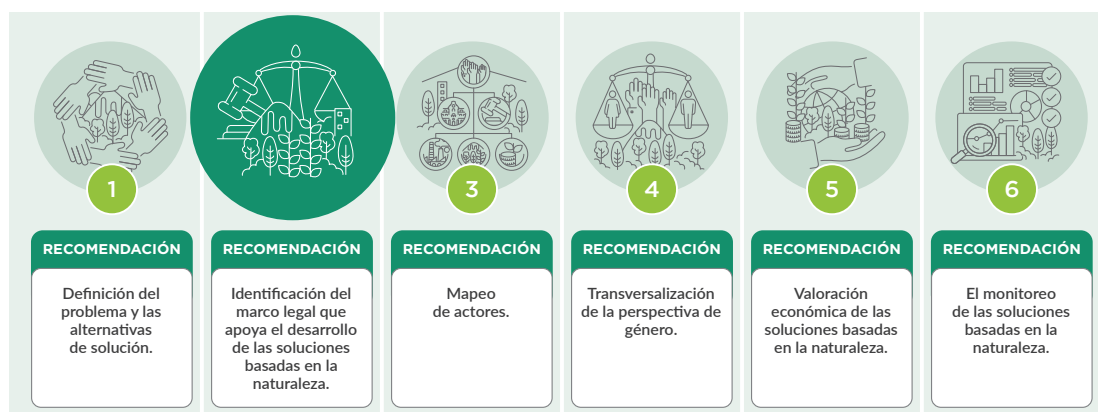 1
RECOMENDACIÓN
Definición del
problema y las
alternativas
de solución.
RECOMENDACIÓN
Identificación del
marco legal que
apoya el desarrollo
de las soluciones
basadas en la
naturaleza.
3
RECOMENDACIÓN
Mapeo
de actores.
4
RECOMENDACIÓN
Transversalización
de la perspectiva de
género.
5
RECOMENDACIÓN
Valoración
económica de las
soluciones basadas
en la naturaleza.
6
RECOMENDACIÓN
El monitoreo
de las soluciones
basadas en la
naturaleza.